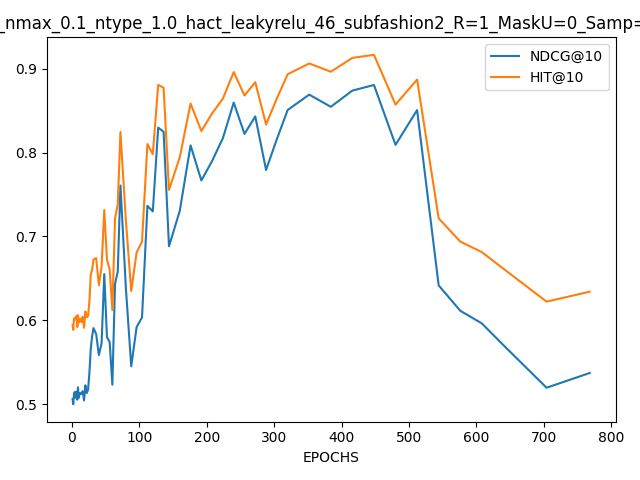 _nmax_0.1_ntype_1.0_hact_leakyrelu_46_subfashion2_R=1_MaskU=0_Samp=
NDCG@10
HIT@10
0.9
0.8
0.7
0.6
0.5
0 100 200 300 400 500 600 700 800
EPOCHS